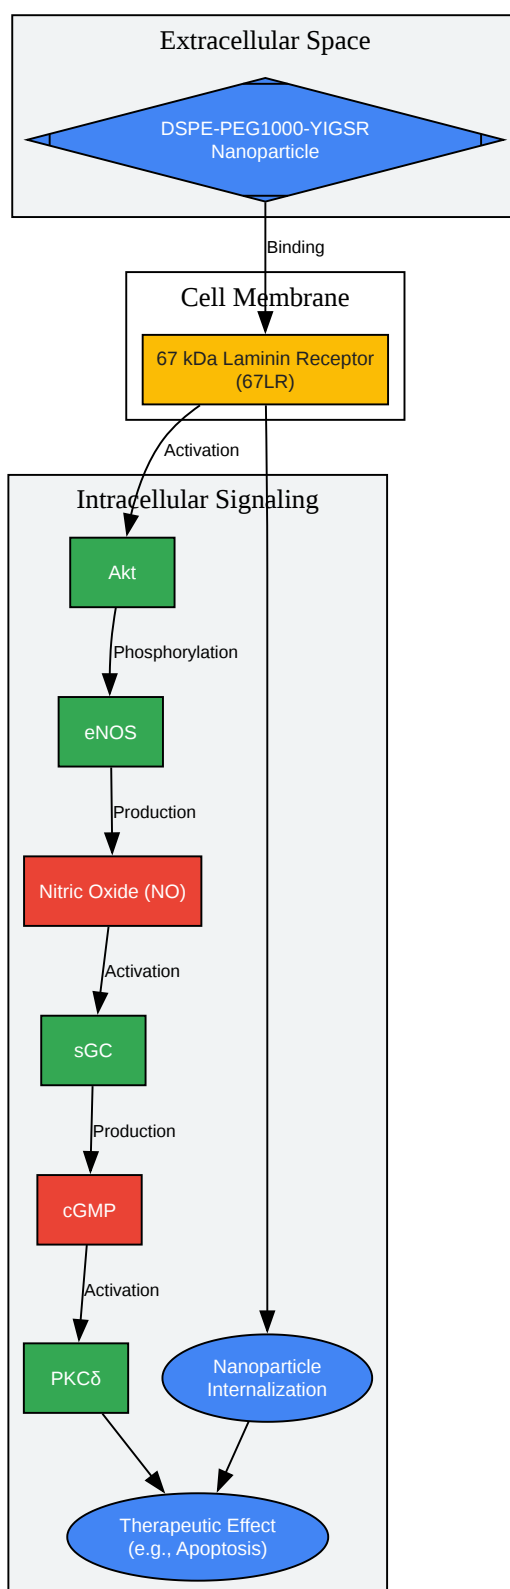 Extracellular Space
DSPE-PEG1000-YIGSR
Nanoparticle
Binding
Cell Membrane
67 kDa Laminin Receptor
(67LR)
Activation
Intracellular Signaling
Akt
Phosphorylation
eNOS
Production
Nitric Oxide (NO)
Activation
sGC
Production
cGMP
Activation
PKCδ
Nanoparticle
Internalization
Therapeutic Effect
(e.g., Apoptosis)